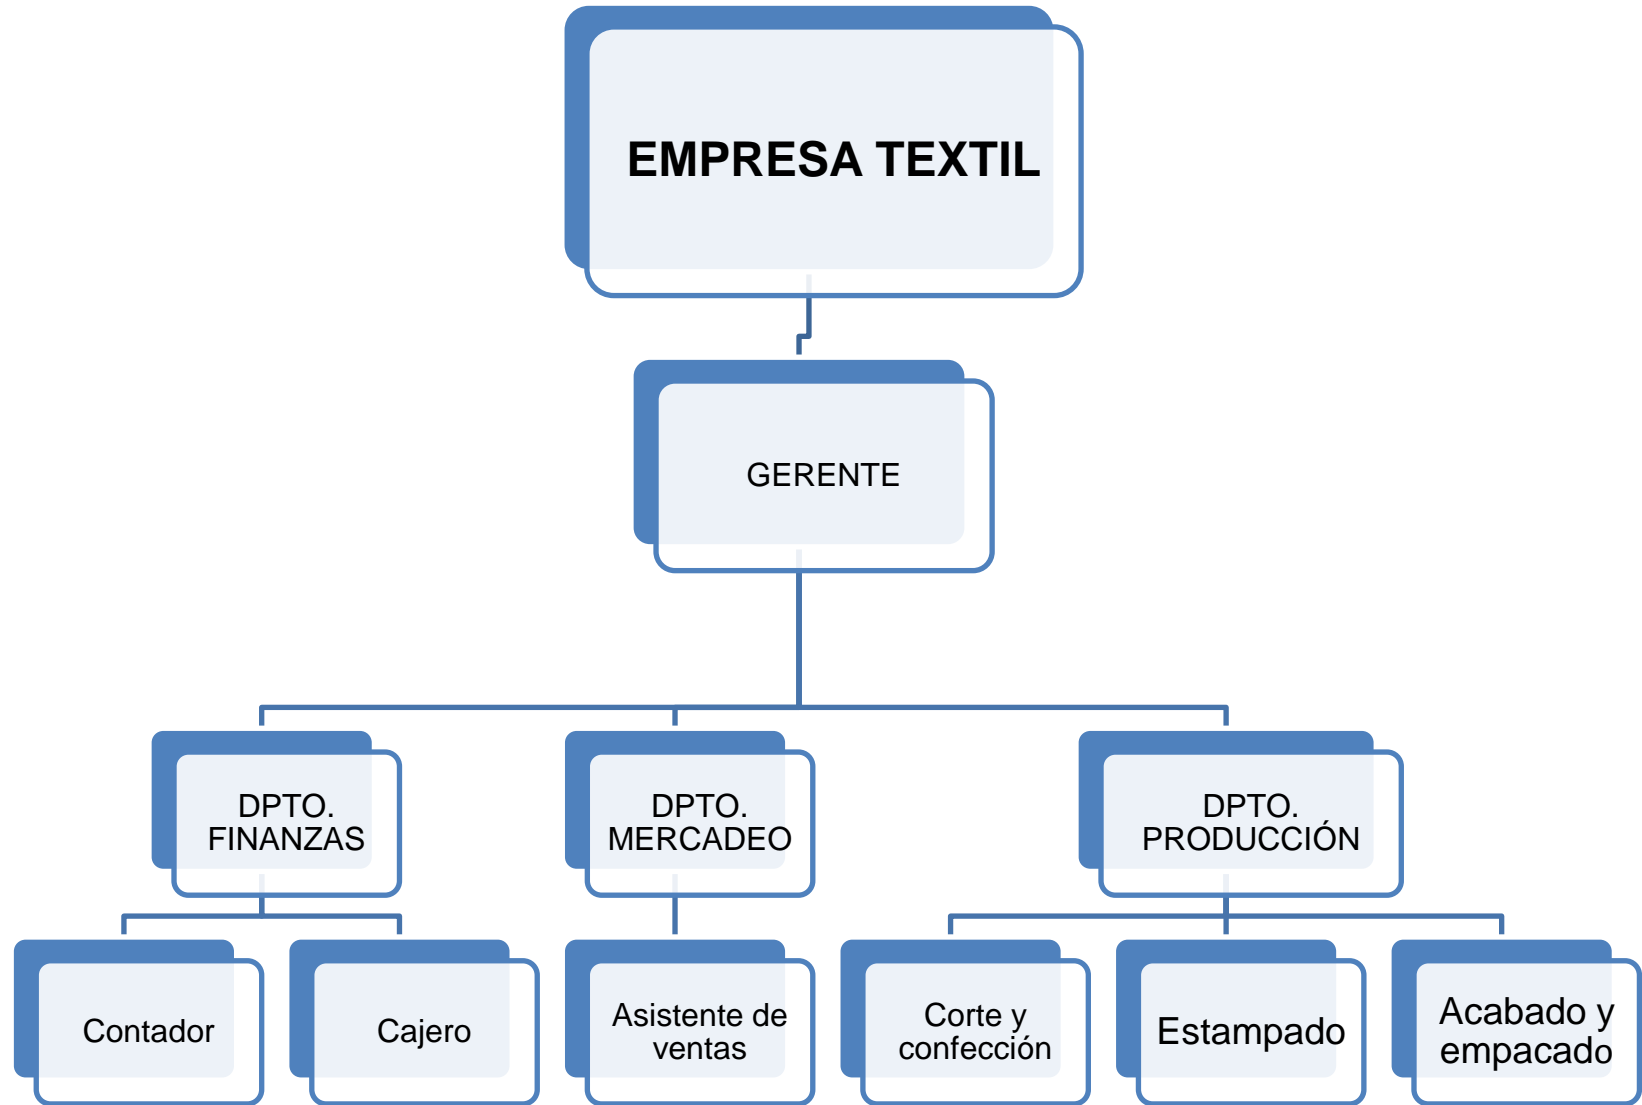 EMPRESA TEXTIL
GERENTE
DPTO.
FINANZAS
DPTO.
MERCADEO
DPTO.
PRODUCCIÓN
Contador
Cajero
Asistente de
ventas
Corte y
confección
Estampado
Acabado y
empacado